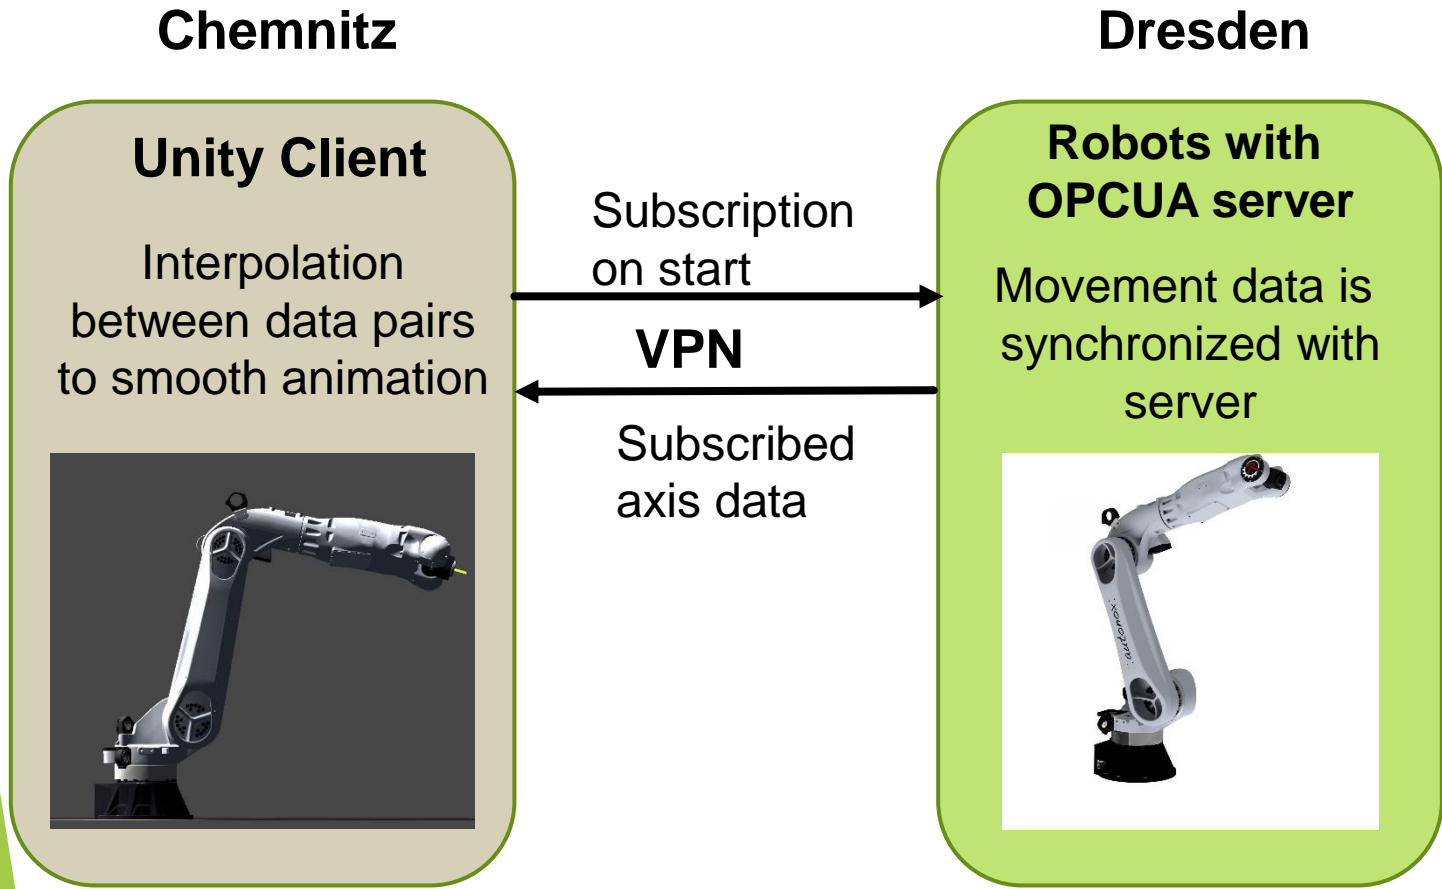 Chemnitz
Dresden
Unity Client
Interpolation
between data pairs
to smooth animation
Subscription
on start
VPN
Subscribed
axis data
Robots with
OPCUA server
Movement data is
synchronized with
server
:autonox: